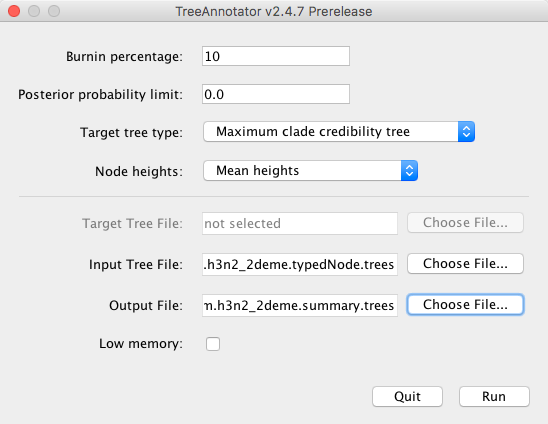 TreeAnnotator v2.4.7 Prerelease
Burnin percentage: 10
Posterior probability limit: 0.0
Target tree type: Maximum clade credibility tree
Node heights: Mean heights
Target Tree File: not selected Choose File...
Input Tree File: .h3n2_2deme.typedNode.trees Choose File...
Output File: m.h3n2_2deme.summary.trees Choose File...
Low memory:
Quit Run